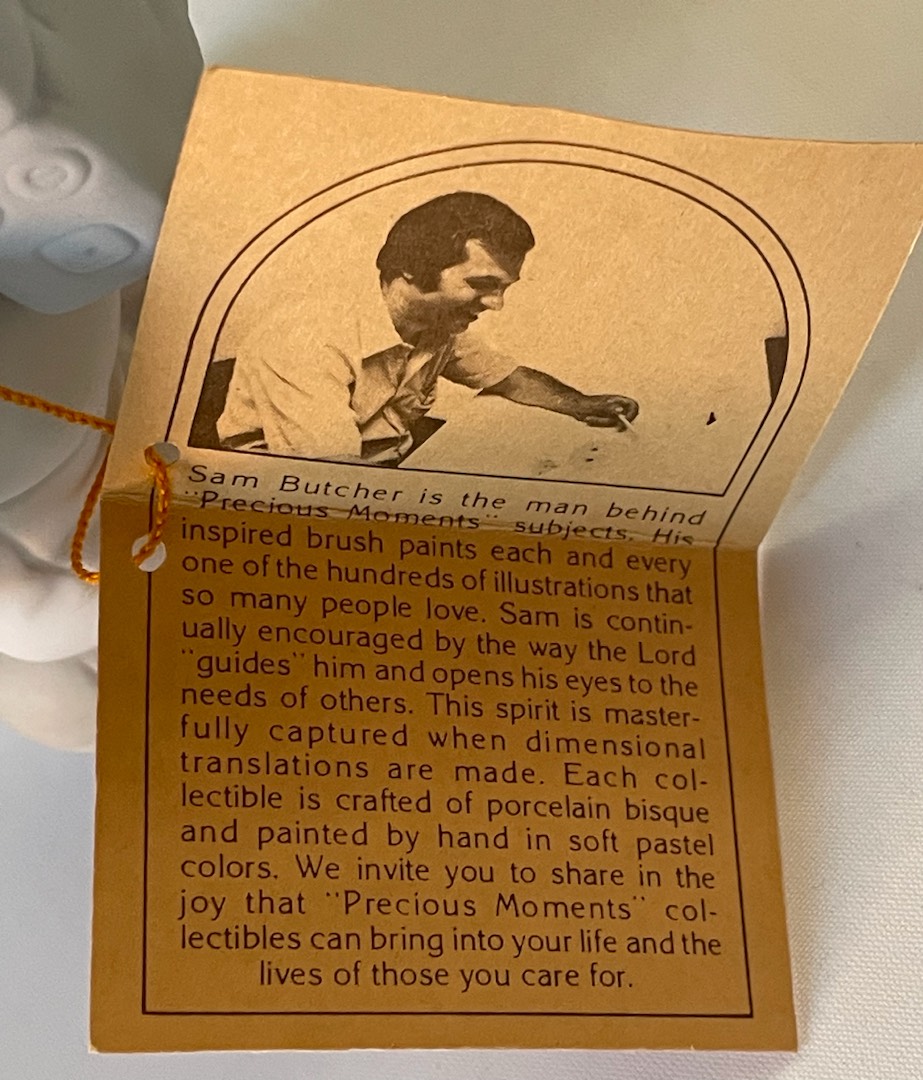 Sam Butcher is the man behind
"Precious Moments" subjects. His
inspired brush paints each and every
one of the hundreds of illustrations that
so many people love. Sam is contin-
ually encouraged by the way the Lord
"guides" him and opens his eyes to the
needs of others. This spirit is master-
fully captured when dimensional
translations are made. Each col-
lectible is crafted of porcelain bisque
and painted by hand in soft pastel
colors. We invite you to share in the
joy that "Precious Moments" col-
lectibles can bring into your life and the
lives of those you care for.